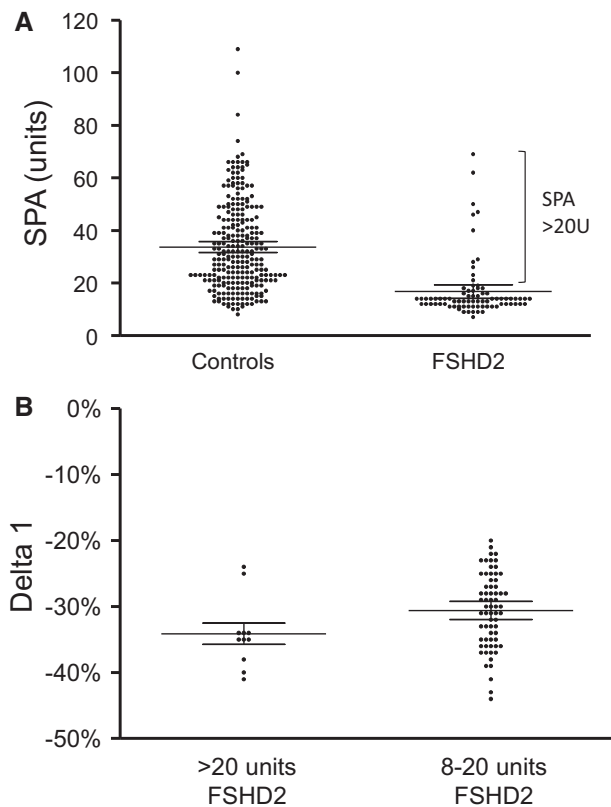 A
SPA (units)
120
100
80
60
40
20
0
SPA
>20U
Controls
FSHD2
B
Delta 1
0%
-10%
-20%
-30%
-40%
-50%
>20 units
FSHD2
8-20 units
FSHD2